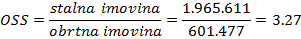 OSS = stalna imovina / obrtna imovina = 1.965.611 / 601.477 = 3.27